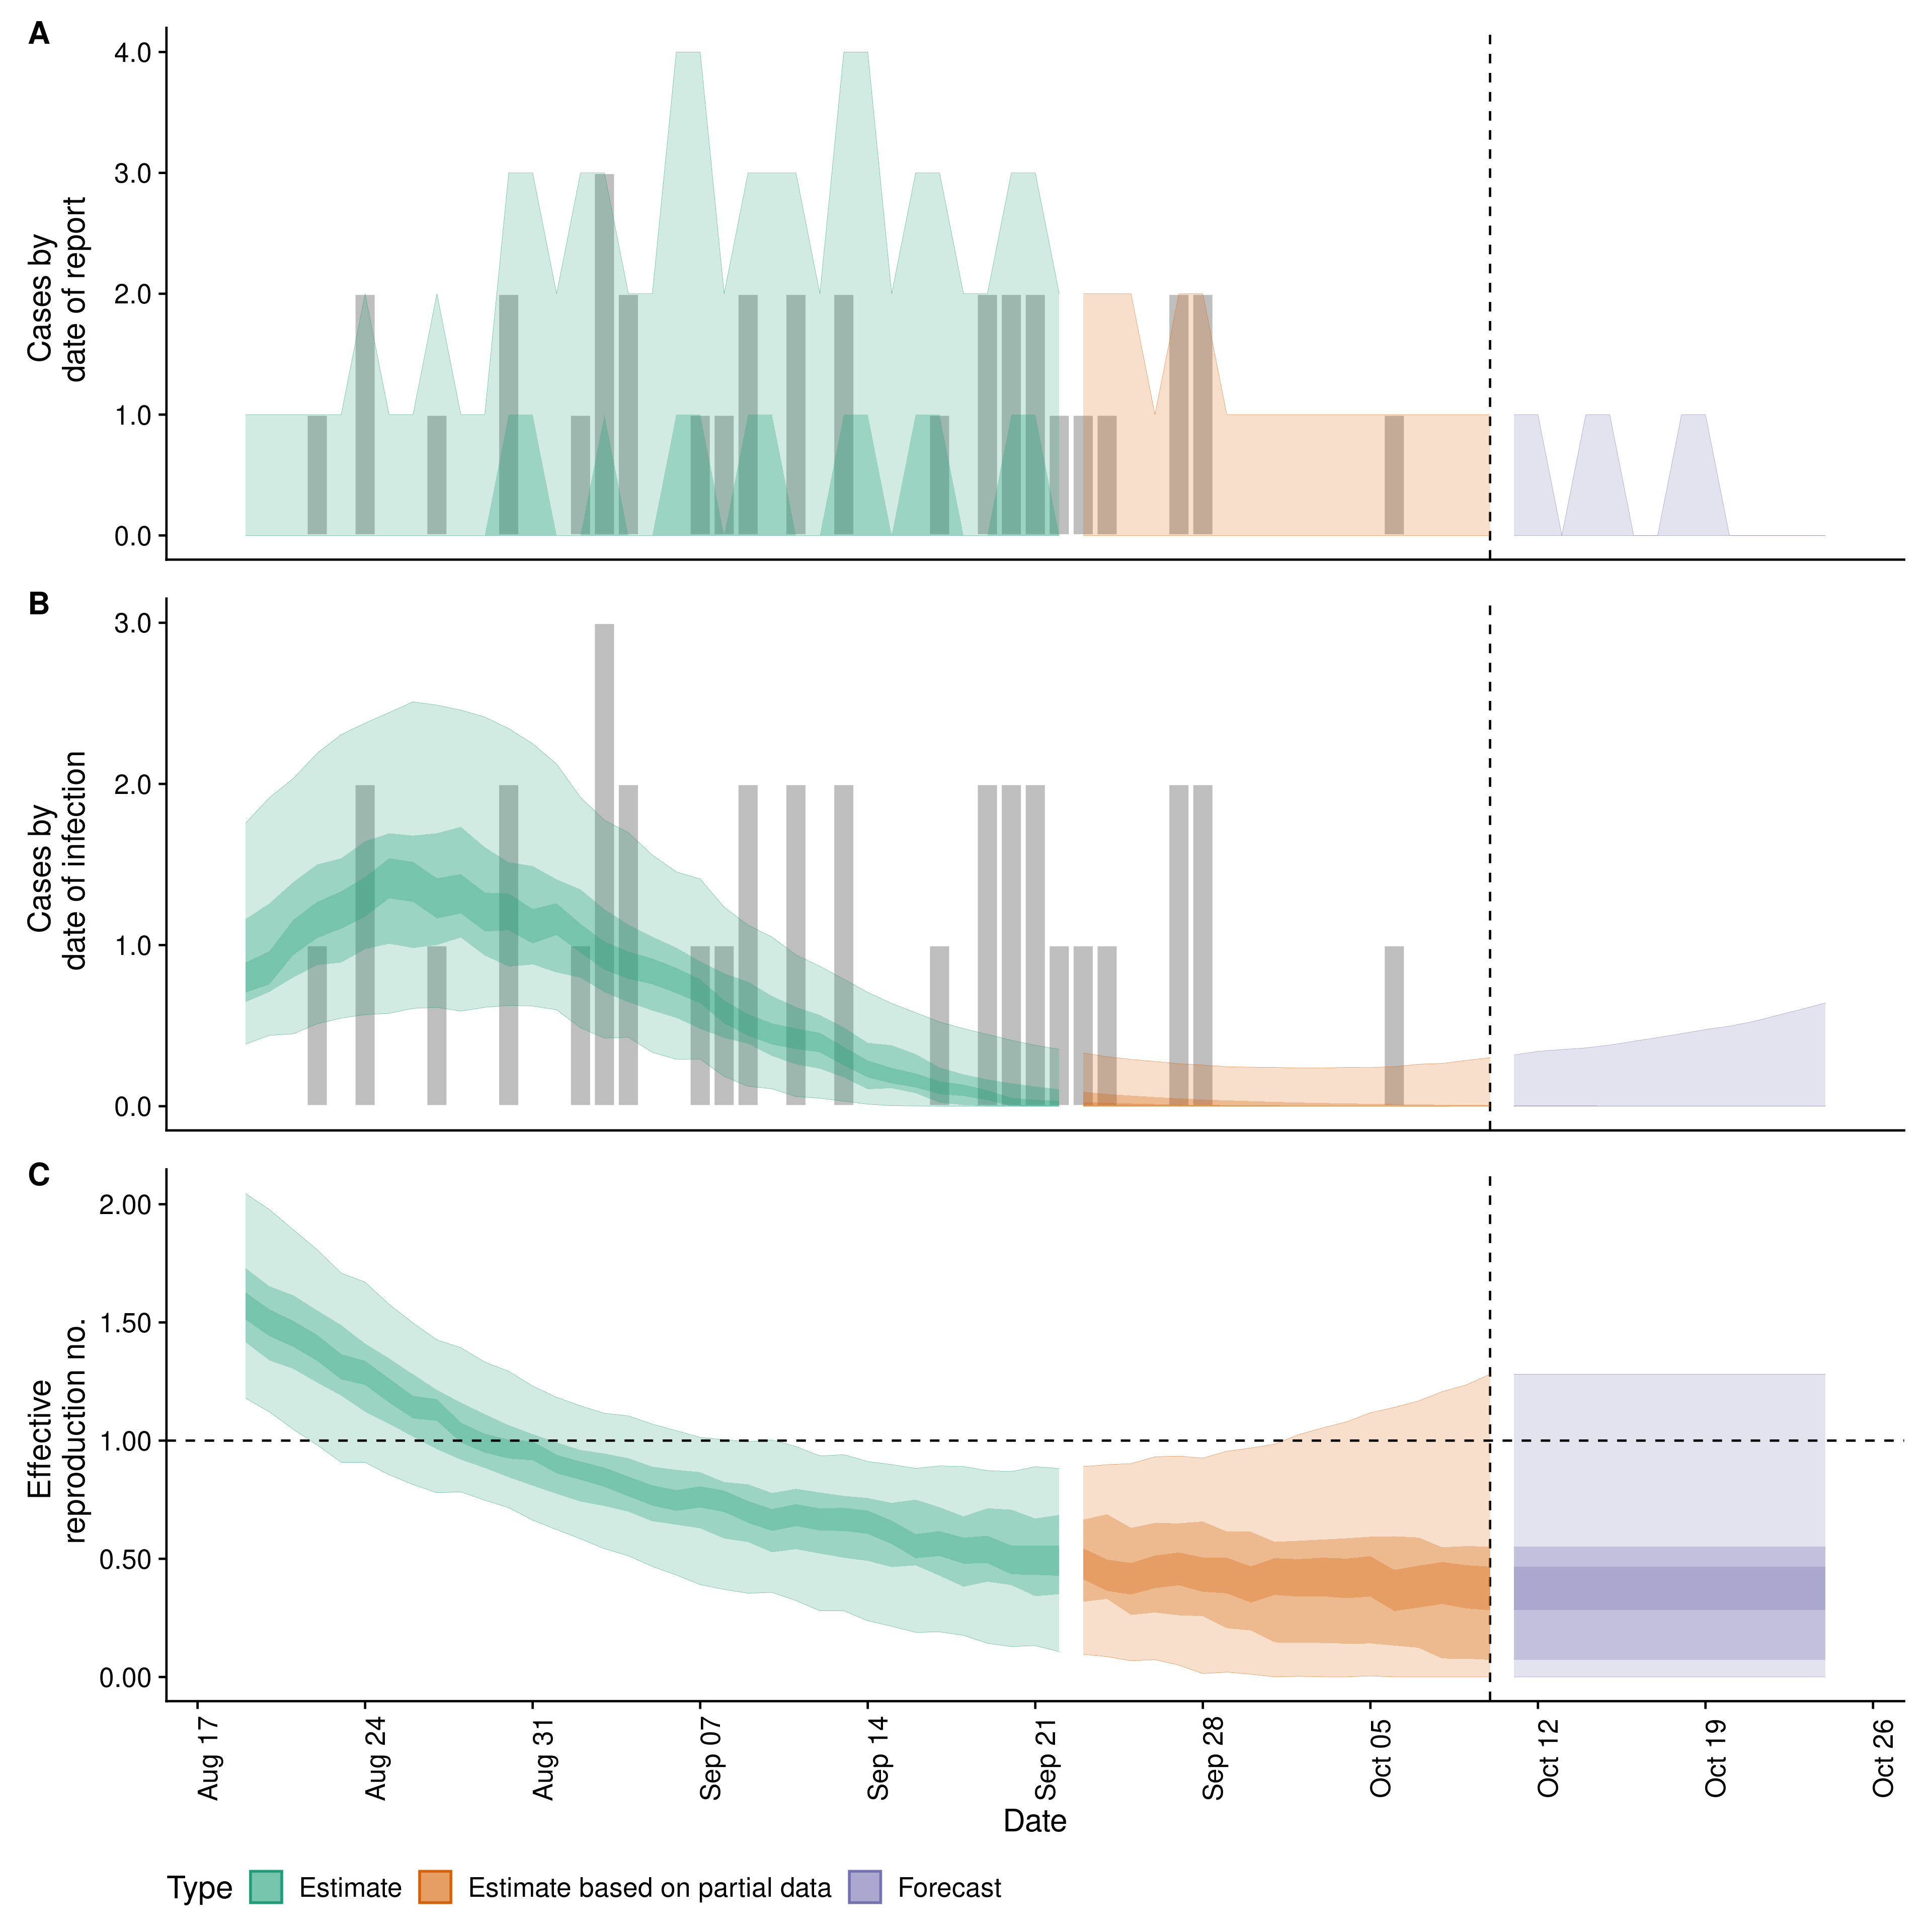 A
4.0
3.0
2.0
1.0
0.0
Cases by
date of report
B
3.0
2.0
1.0
0.0
Cases by
date of infection
C
2.00
1.50
1.00
0.50
0.00
Effective
reproduction no.
Aug 17
Aug 24
Aug 31
Sep 07
Sep 14
Sep 21
Sep 28
Oct 05
Oct 12
Oct 19
Oct 26
Date
Type Estimate Estimate based on partial data Forecast